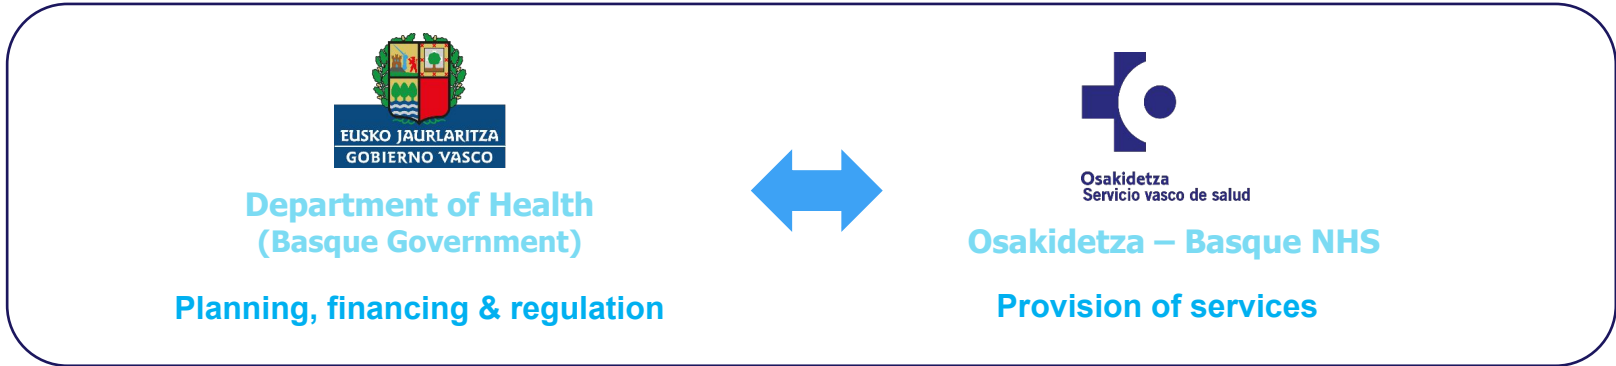 EUSKO JAURLARITZA
GOBIERNO VASCO
Department of Health
(Basque Government)
Planning, financing & regulation
Osakidetza
Servicio vasco de salud
Osakidetza – Basque NHS
Provision of services